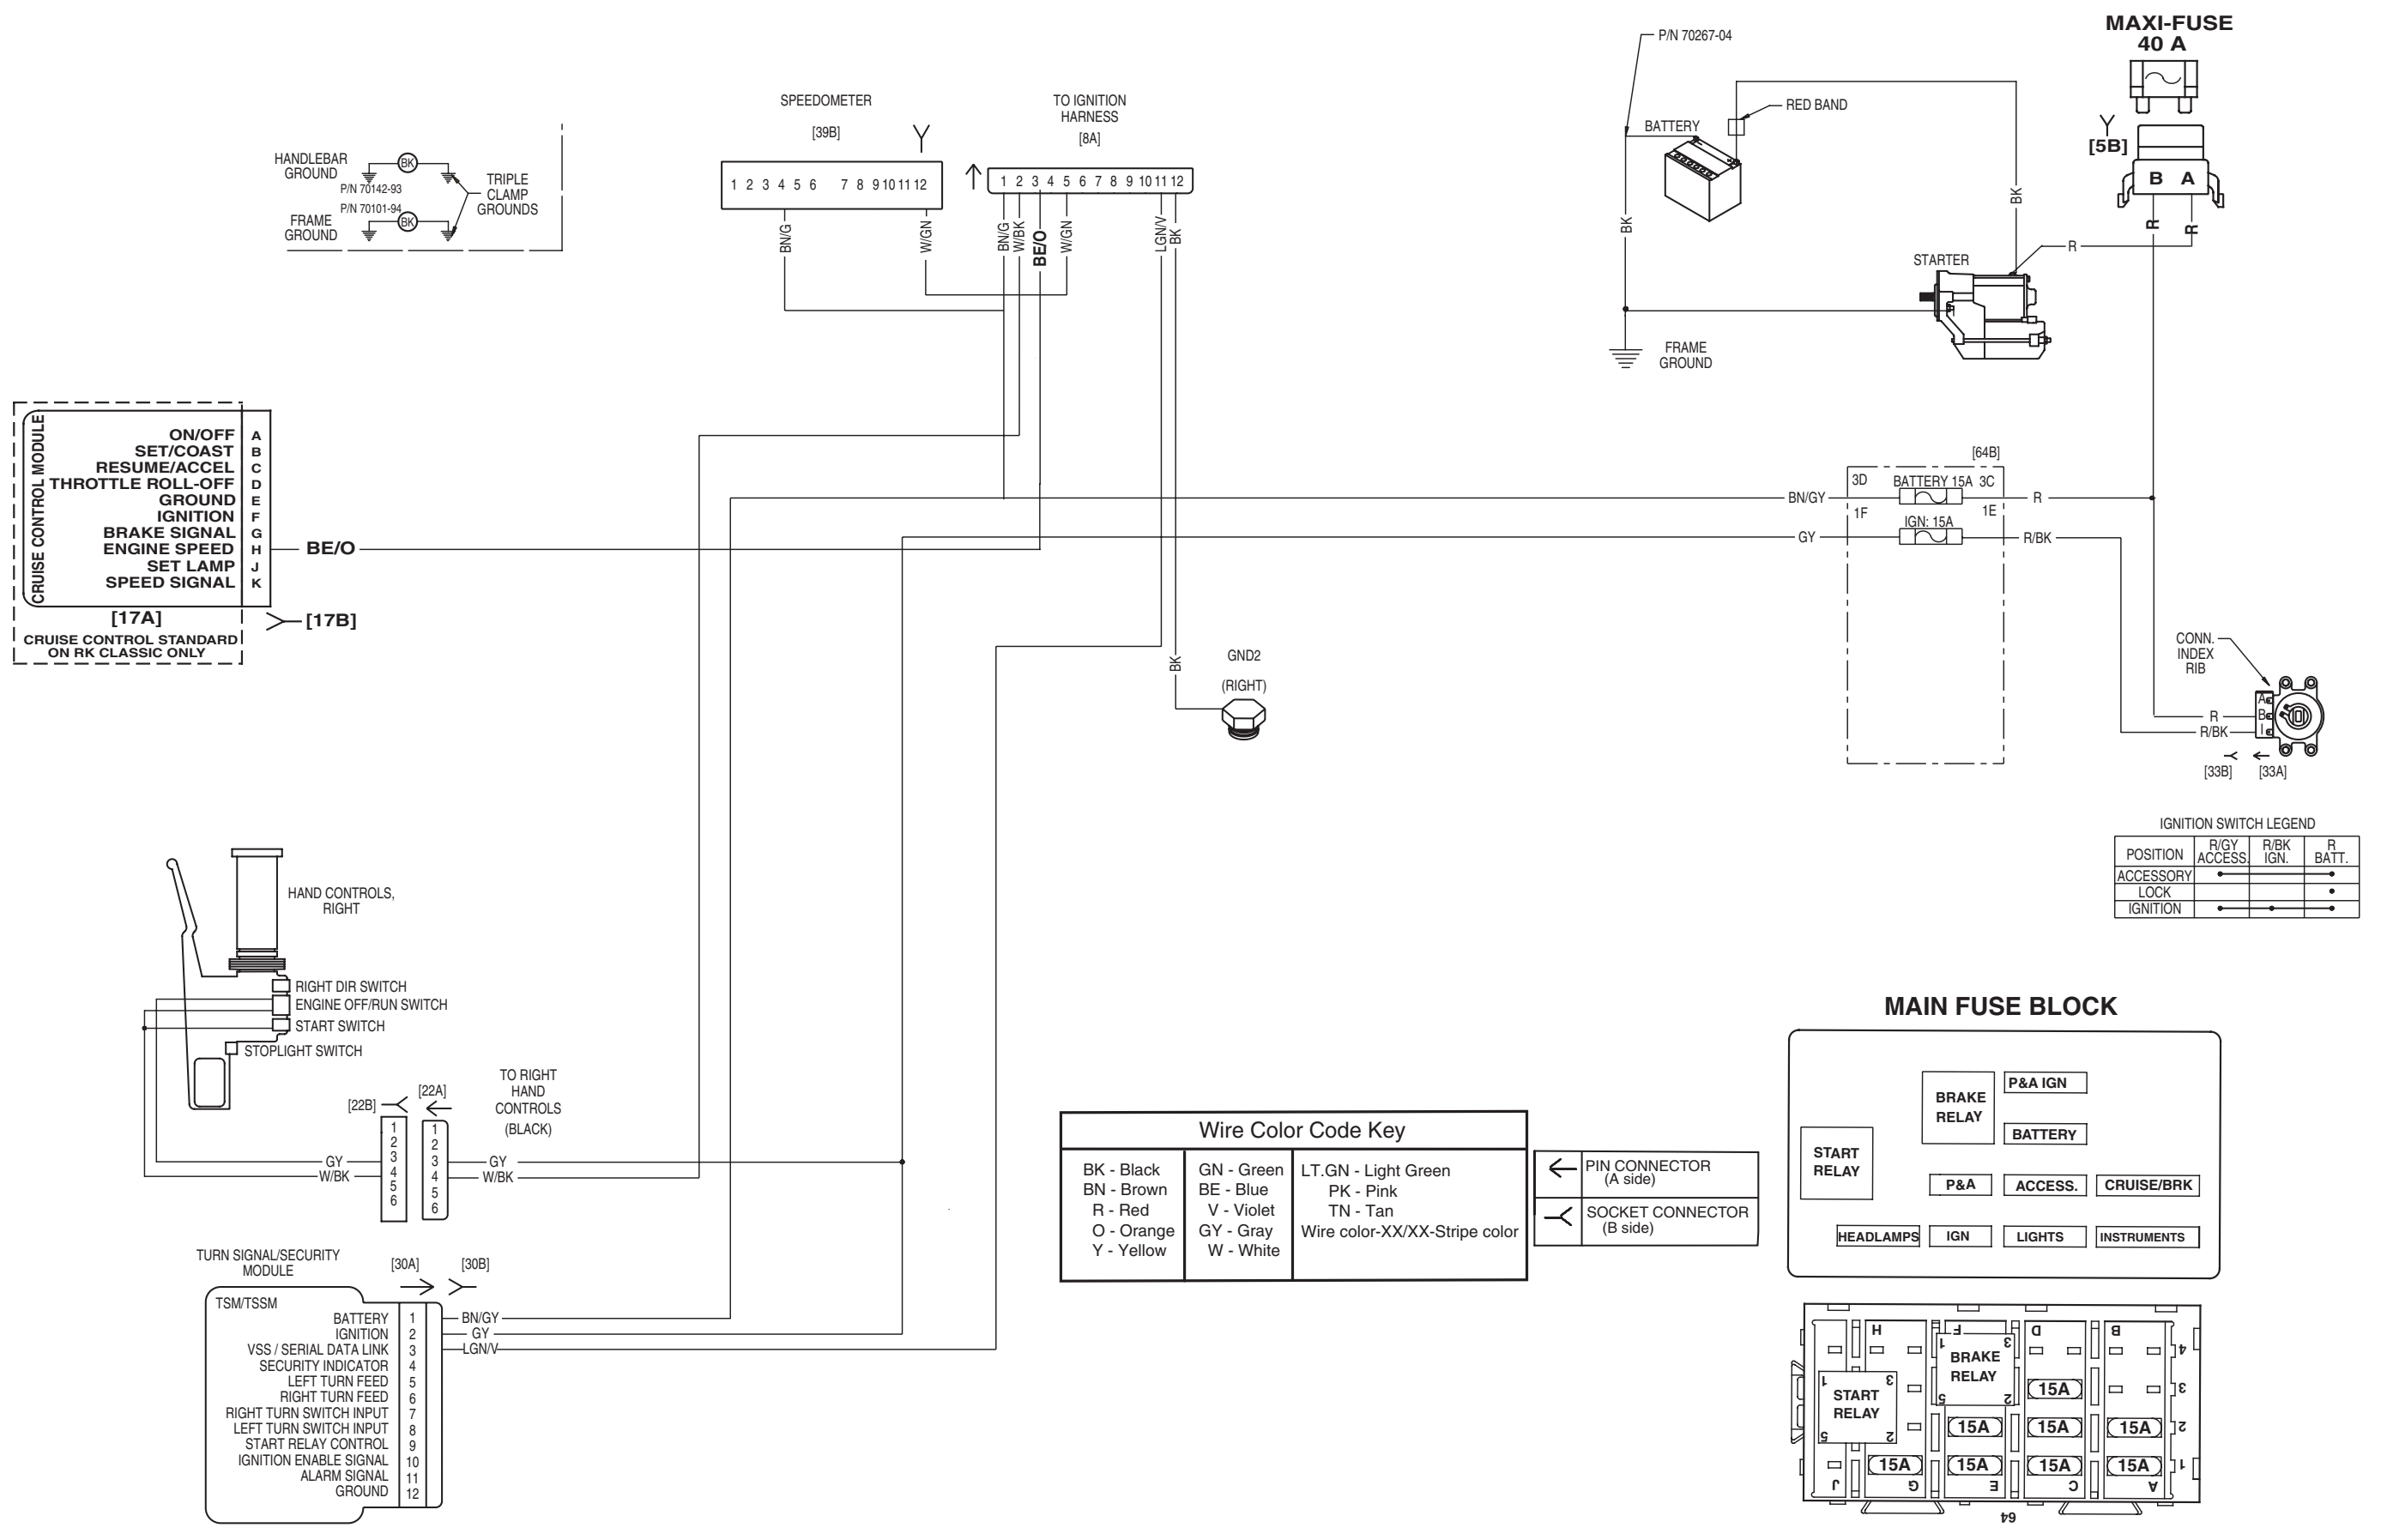 P/N 70267-04
MAXI-FUSE
40 A
RED BAND
BATTERY
[5B]
B A
BK
BK
R
R
R
STARTER
FRAME
GROUND
SPEEDOMETER
[39B]
1 2 3 4 5 6 7 8 9 10 11 12
BN/G
W/GN
TO IGNITION
HARNESS
[8A]
1 2 3 4 5 6 7 8 9 10 11 12
BN/G
W/BK
BE/O
W/GN
LGN/V
BK
HANDLEBAR
GROUND
BK
P/N 70142-93
P/N 70101-94
FRAME
GROUND
BK
TRIPLE
CLAMP
GROUNDS
CRUISE CONTROL MODULE
ON/OFF A
SET/COAST B
RESUME/ACCEL C
THROTTLE ROLL-OFF D
GROUND E
IGNITION F
BRAKE SIGNAL G
ENGINE SPEED H
SET LAMP J
SPEED SIGNAL K
BE/O
[17A]
[17B]
CRUISE CONTROL STANDARD
ON RK CLASSIC ONLY
[64B]
3D BATTERY 15A 3C
BN/GY
R
1F IGN: 15A 1E
GY
R/BK
BK
GND2
(RIGHT)
CONN.
INDEX
RIB
A
B
I
R
R/BK
[33B] [33A]
IGNITION SWITCH LEGEND
POSITION R/GY ACCESS. R/BK IGN. R BATT.
ACCESSORY
LOCK
IGNITION
HAND CONTROLS,
RIGHT
RIGHT DIR SWITCH
ENGINE OFF/RUN SWITCH
START SWITCH
STOPLIGHT SWITCH
[22B]
[22A]
TO RIGHT
HAND
CONTROLS
(BLACK)
1 1
2 2
3 3
4 4
5 5
6 6
GY
W/BK
GY
W/BK
TURN SIGNAL/SECURITY
MODULE
[30A] [30B]
TSM/TSSM
BATTERY 1 BN/GY
IGNITION 2 GY
VSS / SERIAL DATA LINK 3 LGN/V
SECURITY INDICATOR 4
LEFT TURN FEED 5
RIGHT TURN FEED 6
RIGHT TURN SWITCH INPUT 7
LEFT TURN SWITCH INPUT 8
START RELAY CONTROL 9
IGNITION ENABLE SIGNAL 10
ALARM SIGNAL 11
GROUND 12
Wire Color Code Key
BK - Black GN - Green LT.GN - Light Green
BN - Brown BE - Blue PK - Pink
R - Red V - Violet TN - Tan
O - Orange GY - Gray Wire color-XX/XX-Stripe color
Y - Yellow W - White
PIN CONNECTOR
(A side)
SOCKET CONNECTOR
(B side)
MAIN FUSE BLOCK
START
RELAY
BRAKE
RELAY
P&A IGN
BATTERY
P&A ACCESS. CRUISE/BRK
HEADLAMPS IGN LIGHTS INSTRUMENTS
H F D B
4
1 3
BRAKE
RELAY
5 2
15A 3
1 3
START
RELAY
5 2
15A 15A 15A 2
15A 15A 15A 15A 1
J G E C A
64